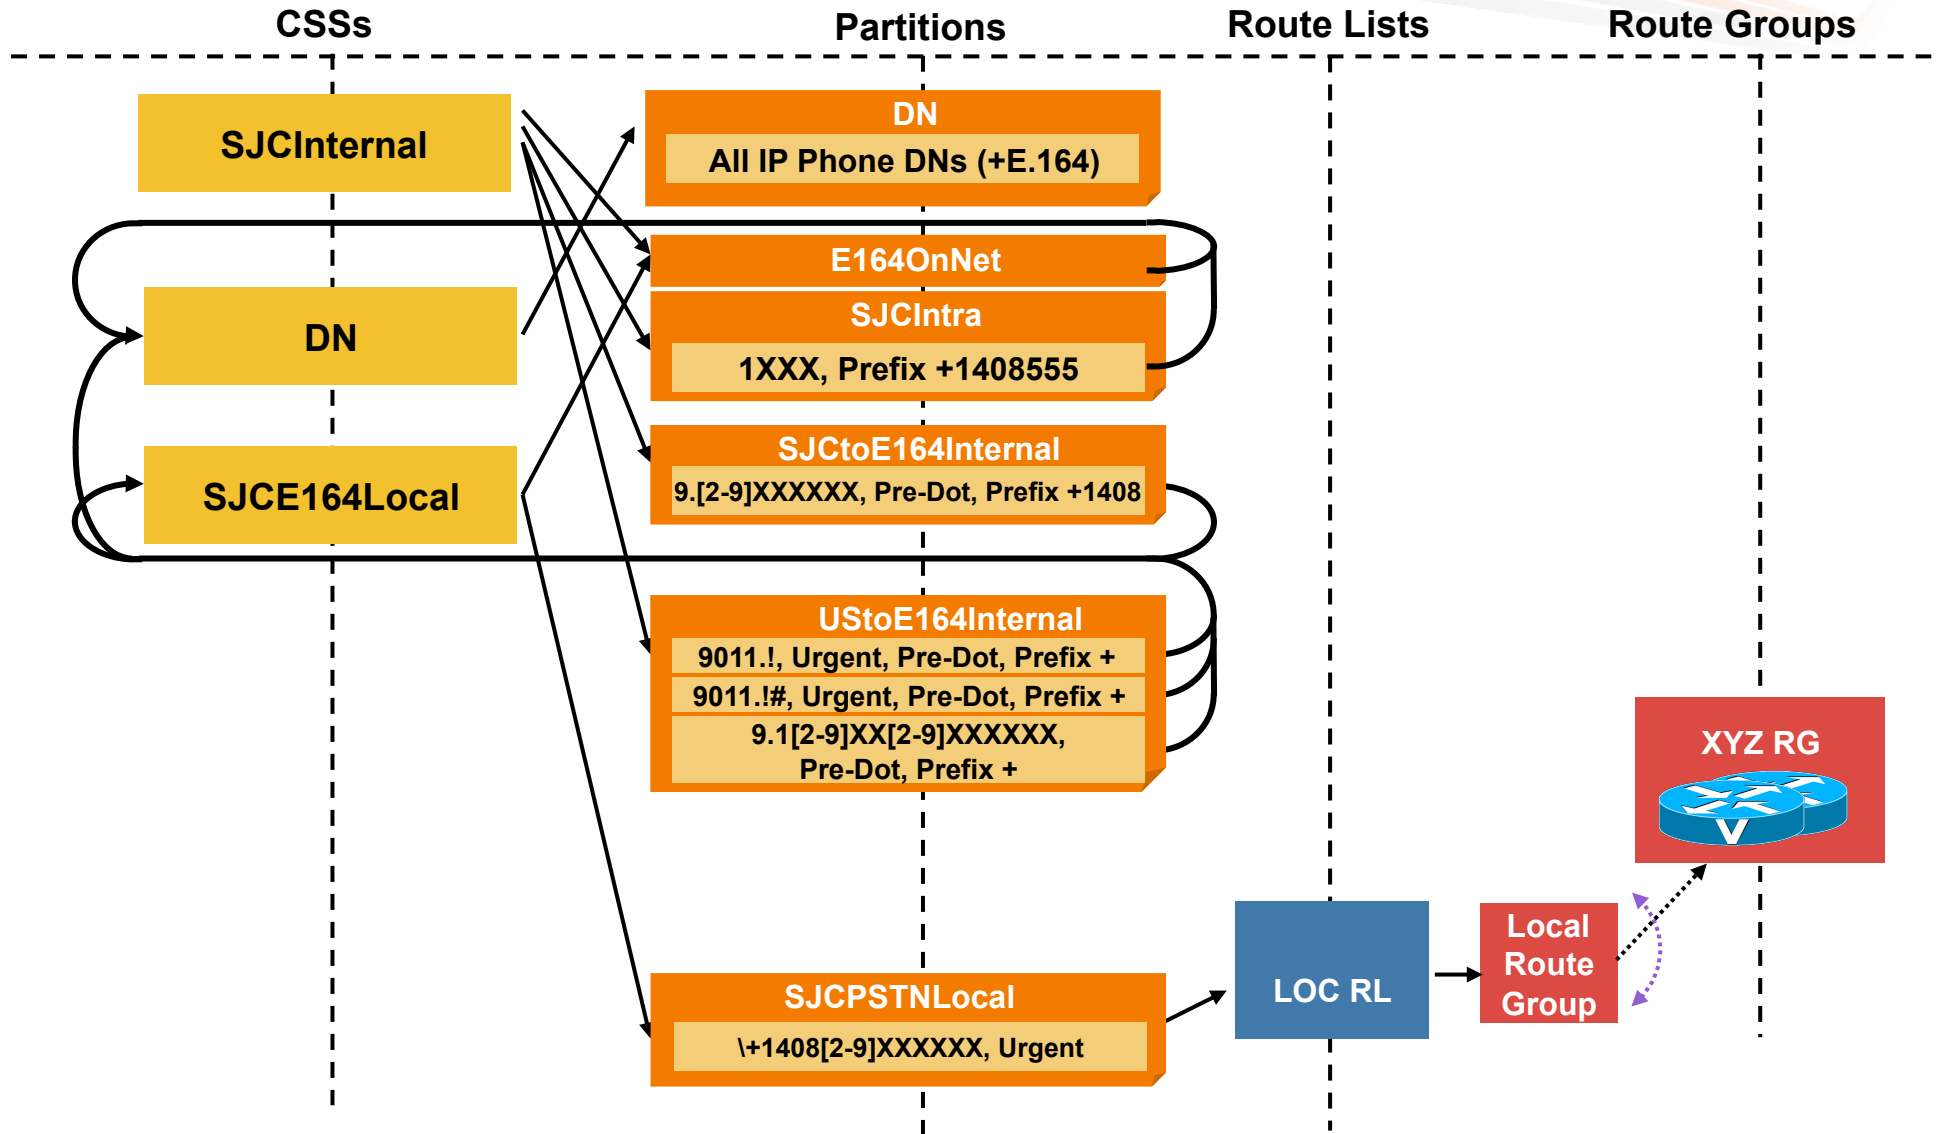 CSSs
Partitions
Route Lists
Route Groups
SJCInternal
DN
All IP Phone DNs (+E.164)
E164OnNet
DN
SJCIntra
1XXX, Prefix +1408555
SJCE164Local
SJCtoE164Internal
9.[2-9]XXXXXX, Pre-Dot, Prefix +1408
UStoE164Internal
9011.!, Urgent, Pre-Dot, Prefix +
9011.!#, Urgent, Pre-Dot, Prefix +
9.1[2-9]XX[2-9]XXXXXX,
Pre-Dot, Prefix +
XYZ RG
V
SJCPSTNLocal
\+1408[2-9]XXXXXX, Urgent
LOC RL
Local
Route
Group